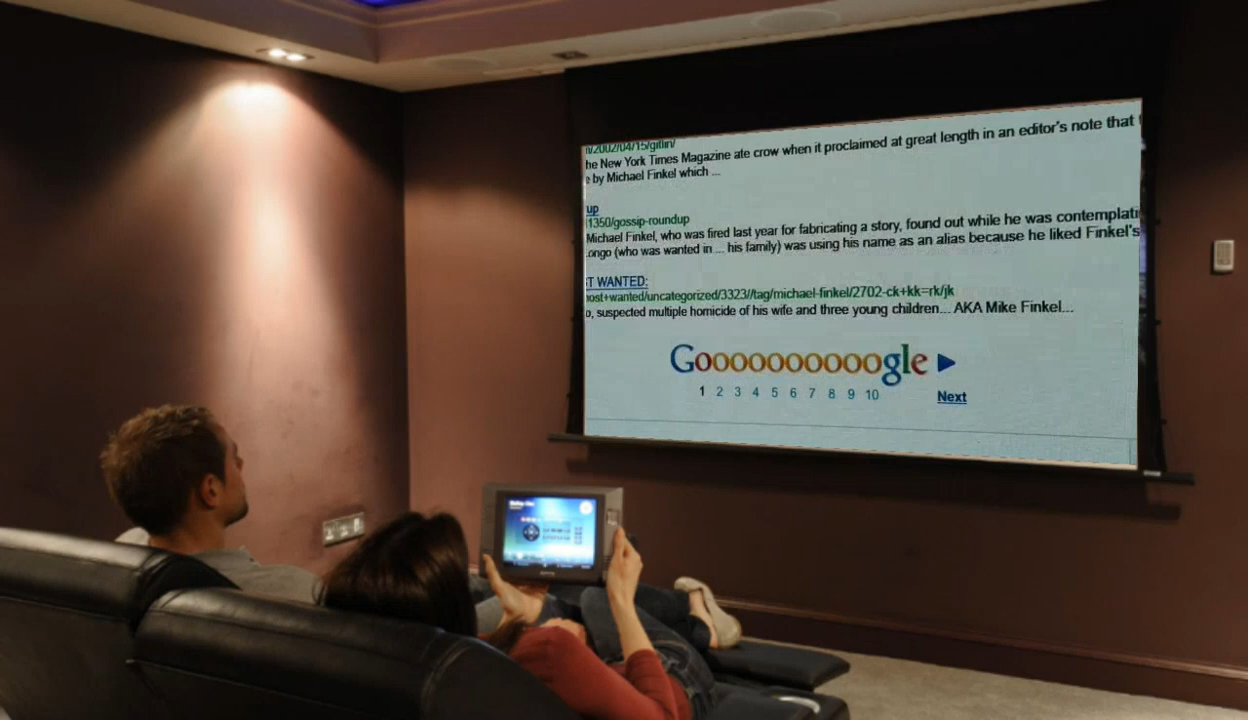 n/2002/04/15/gitlin/
he New York Times Magazine ate crow when it proclaimed at great length in an editor's note that
e by Michael Finkel which ...
up
1350/gossip-roundup
Michael Finkel, who was fired last year for fabricating a story, found out while he was contemplati
ongo (who was wanted in ... his family) was using his name as an alias because he liked Finkel's
T WANTED:
ost+wanted/uncategorized/3323//tag/michael-finkel/2702-ck+kk=rk/jk
o, suspected multiple homicide of his wife and three young children... AKA Mike Finkel...
Goooooooooogle
1 2 3 4 5 6 7 8 9 10 Next